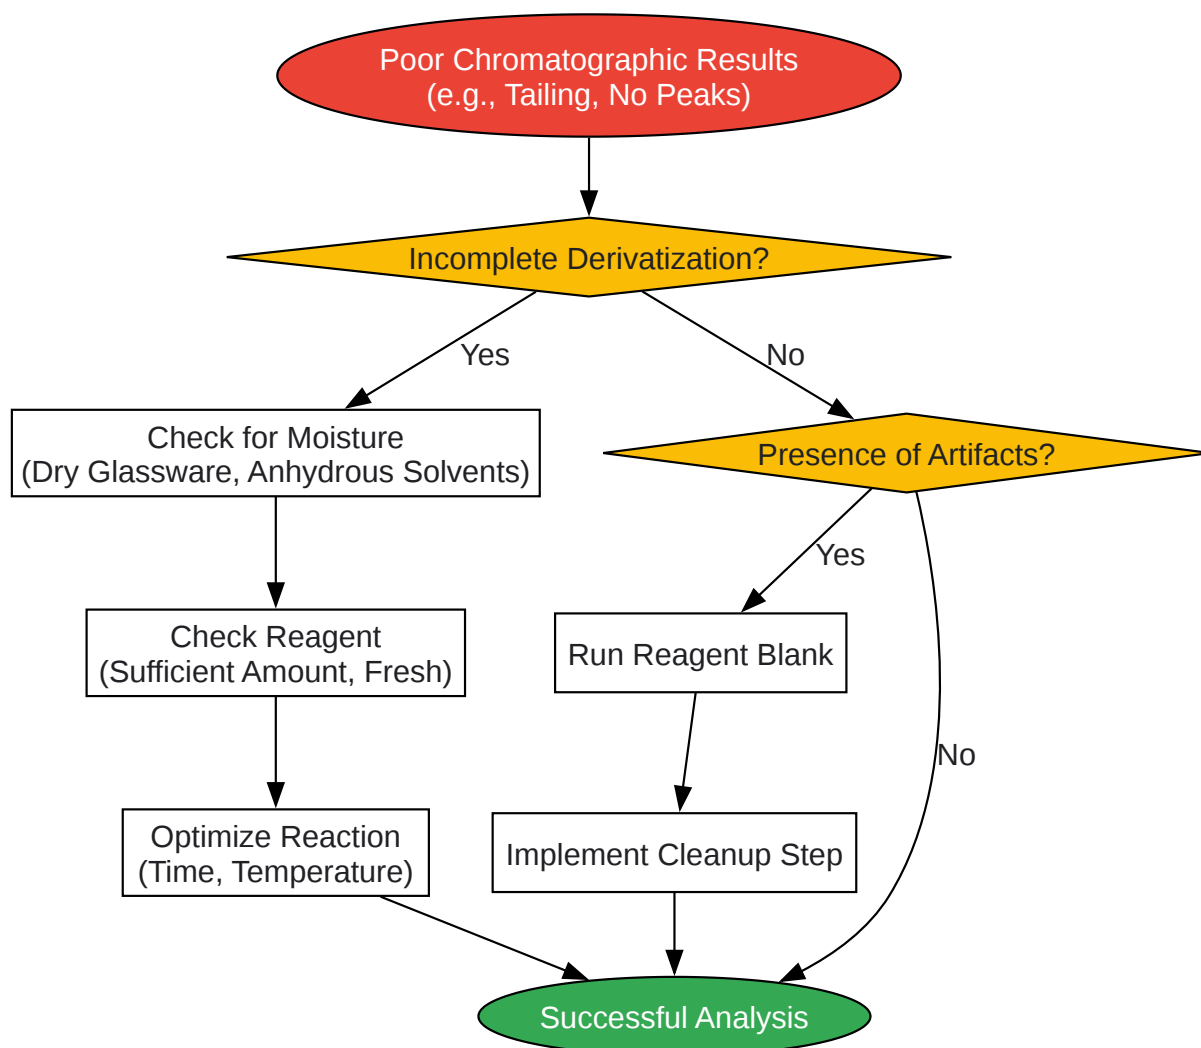 Poor Chromatographic Results
(e.g., Tailing, No Peaks)
Incomplete Derivatization?
Yes
No
Check for Moisture
(Dry Glassware, Anhydrous Solvents)
Presence of Artifacts?
Yes
Check Reagent
(Sufficient Amount, Fresh)
Run Reagent Blank
No
Optimize Reaction
(Time, Temperature)
Implement Cleanup Step
Successful Analysis